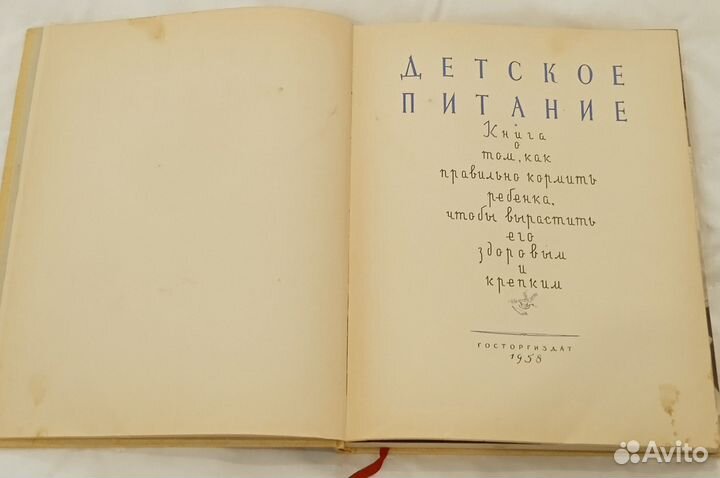 ДЕТСКОЕ
ПИТАНИЕ
Книга
о
том, как
правильно кормить
ребенка,
чтобы вырастить
его
здоровым
и
крепким
ГОСТОРГИЗДАТ
1958
Avito